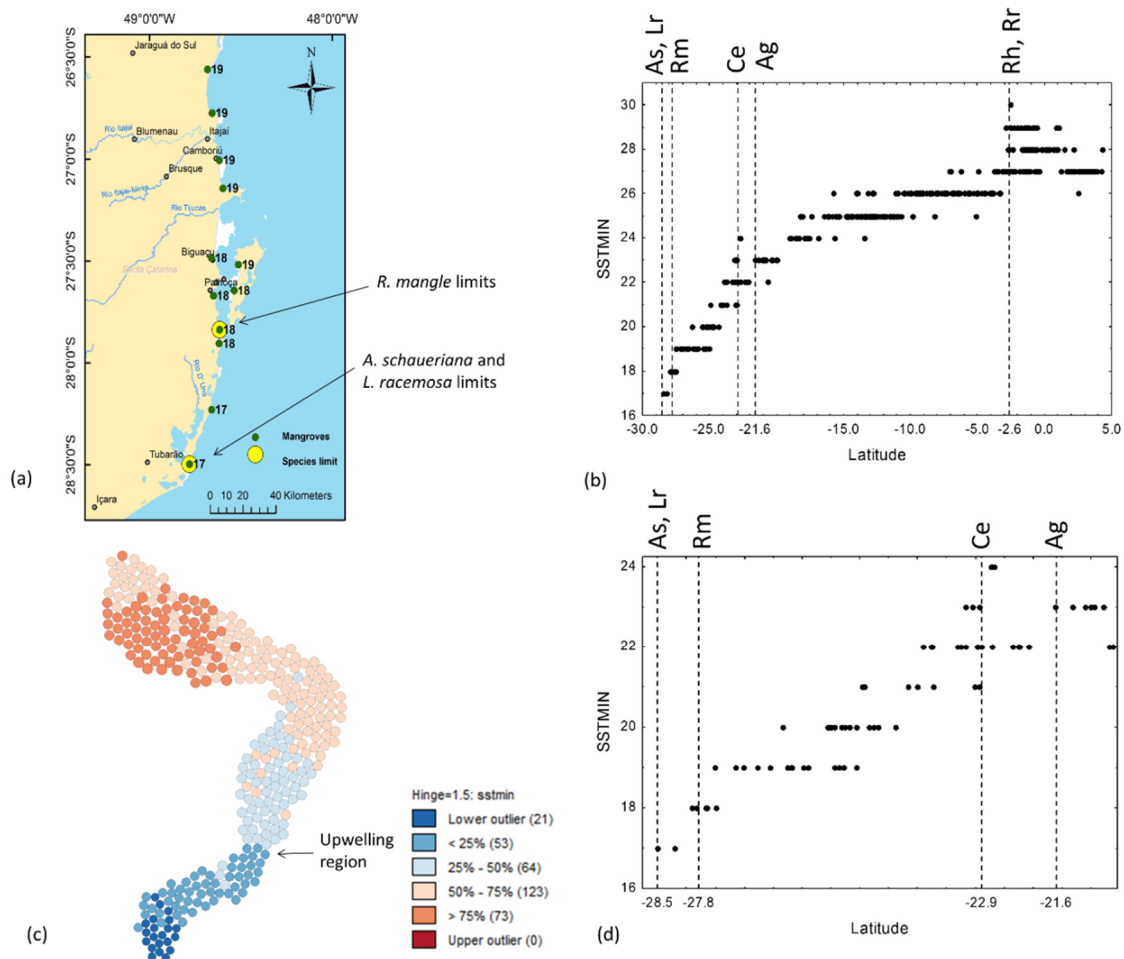 49°00'W
48°00'W
26°30'0"S
27°0'0"S
27°30'0"S
28°0'0"S
28°30'0"S
Jaraguá do Sul
N
19
19
Rio Itajaí
Blumenau
Itajaí
Camboriú
19
Brusque
19
Rio Tijucas
Biguaçu
18
19
Santa Catarina
18
18
18
18
Rio D' Una
17
Mangroves
Tubarão
17
Species limit
0 5 10 20 30 40 Kilometers
Içara
R. mangle limits
A. schaueriana and
L. racemosa limits
(a)
As, Lr
Rm
Ce
Ag
Rh, Rr
SSTMIN
30
28
26
24
22
20
18
16
-30.0
-25.0
-21.6
-15.0
-10.0
-5.0
-2.6
0.0
5.0
Latitude
(b)
Upwelling
region
Hinge=1.5: sstmin
Lower outlier (21)
< 25% (53)
25% - 50% (64)
50% - 75% (123)
> 75% (73)
Upper outlier (0)
(c)
As, Lr
Rm
Ce
Ag
SSTMIN
24
22
20
18
16
-28.5
-27.8
-22.9
-21.6
Latitude
(d)